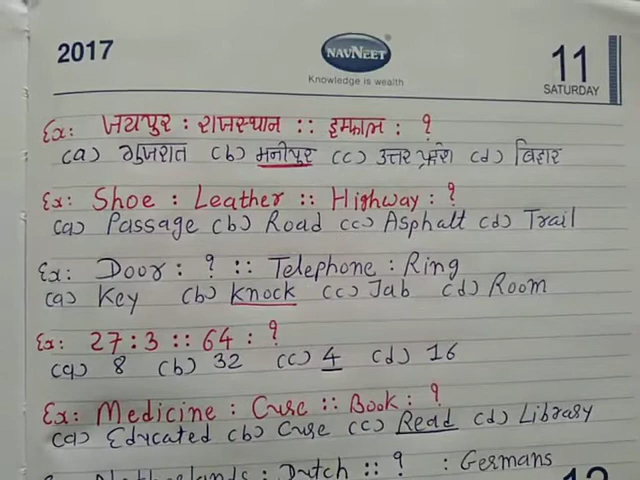 2017
NAVNEET
Knowledge is wealth
11
SATURDAY
Ex: जयपुर : राजस्थान :: इम्फाल : ?
(a) गुजरात (b) मनीपुर (c) उत्तर प्रदेश (d) बिहार
Ex: Shoe : Leather :: Highway : ?
(a) Passage (b) Road (c) Asphalt (d) Trail
Ex: Door : ? :: Telephone : Ring
(a) Key (b) Knock (c) Jab (d) Room
Ex: 27 : 3 :: 64 : ?
(a) 8 (b) 32 (c) 4 (d) 16
Ex: Medicine : Cure :: Book : ?
(a) Educated (b) Cure (c) Read (d) Library
Netherlands : Dutch :: ? : Germans